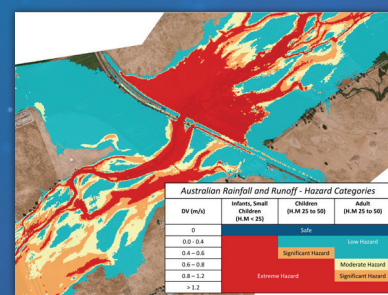 Australian Rainfall and Runoff - Hazard Categories
DV (m/s)
Infants, Small
Children
(H.M < 25)
Children
(H.M 25 to 50)
Adult
(H.M 25 to 50)
0
Safe
0.0 - 0.4
Low Hazard
0.4 – 0.6
Significant Hazard
0.6 – 0.8
Moderate Hazard
0.8 – 1.2
Extreme Hazard
Significant Hazard
> 1.2